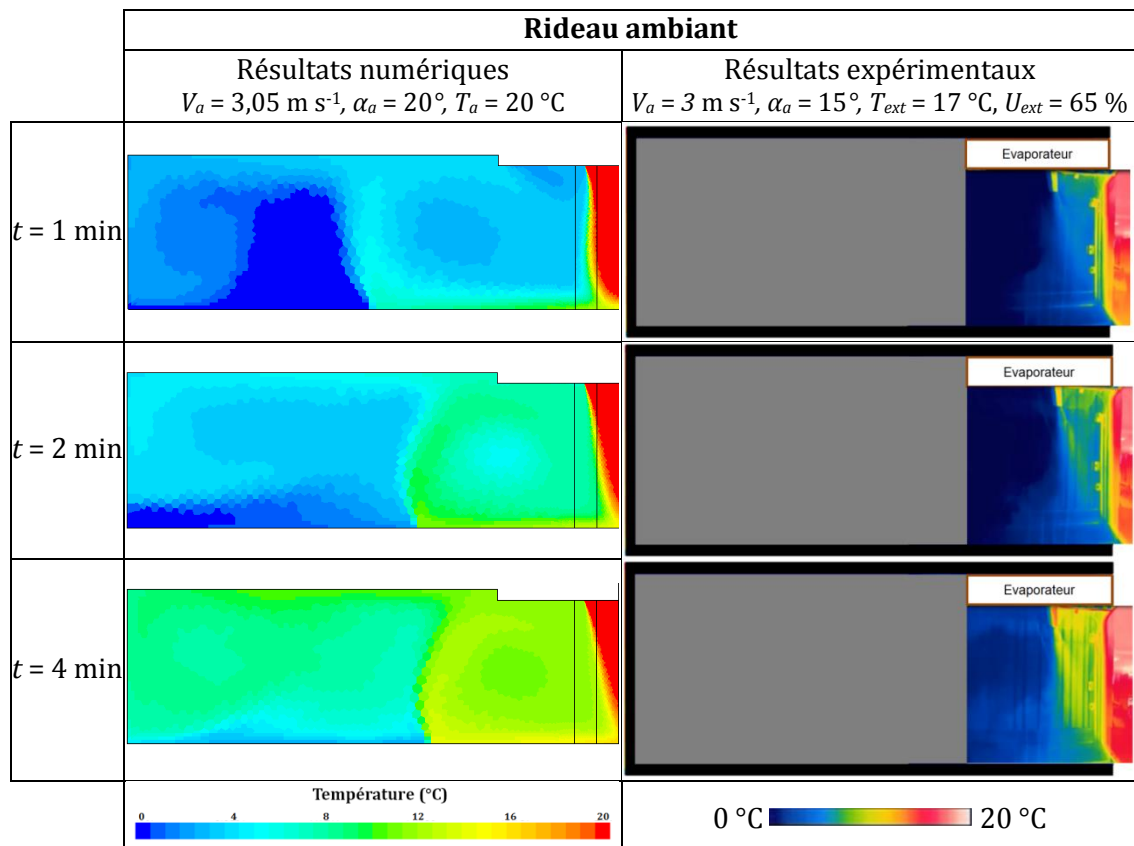 Rideau ambiant
Résultats numériques
Vₐ = 3,05 m s⁻¹, αₐ = 20°, Tₐ = 20 °C
Résultats expérimentaux
Vₐ = 3 m s⁻¹, αₐ = 15°, Tₑₓₜ = 17 °C, Uₑₓₜ = 65 %
t = 1 min
Evaporateur
t = 2 min
Evaporateur
t = 4 min
Evaporateur
Température (°C)
0 4 8 12 16 20
0 °C 20 °C